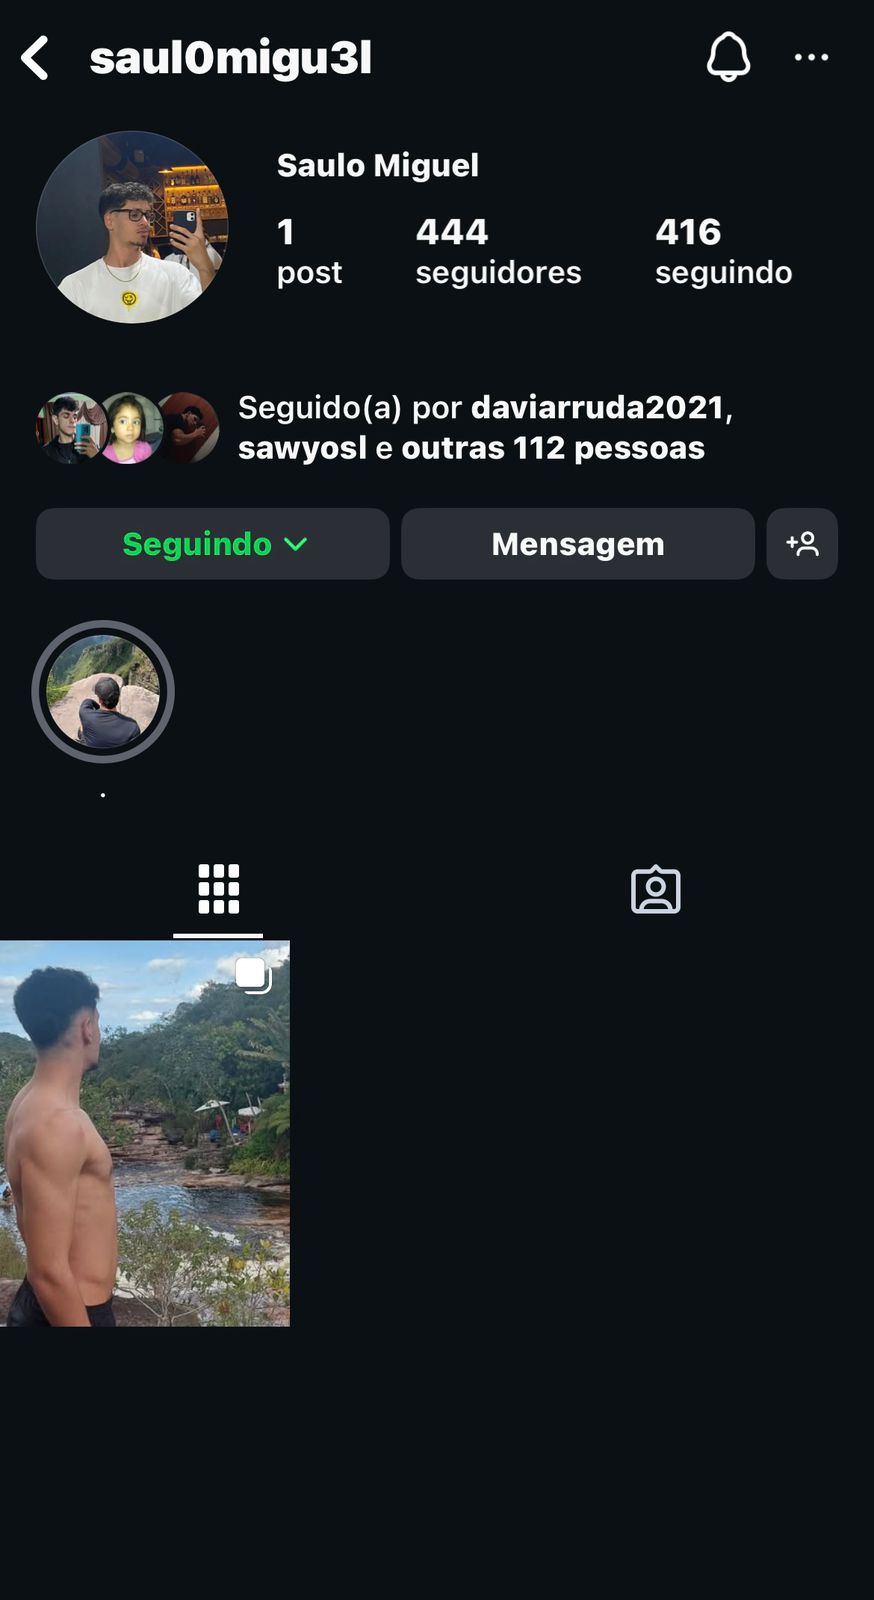 saul0migu3l
Saulo Miguel
1 444 416
post seguidores seguindo
Seguido(a) por daviarruda2021,
sawyosl e outras 112 pessoas
Seguindo Mensagem
.